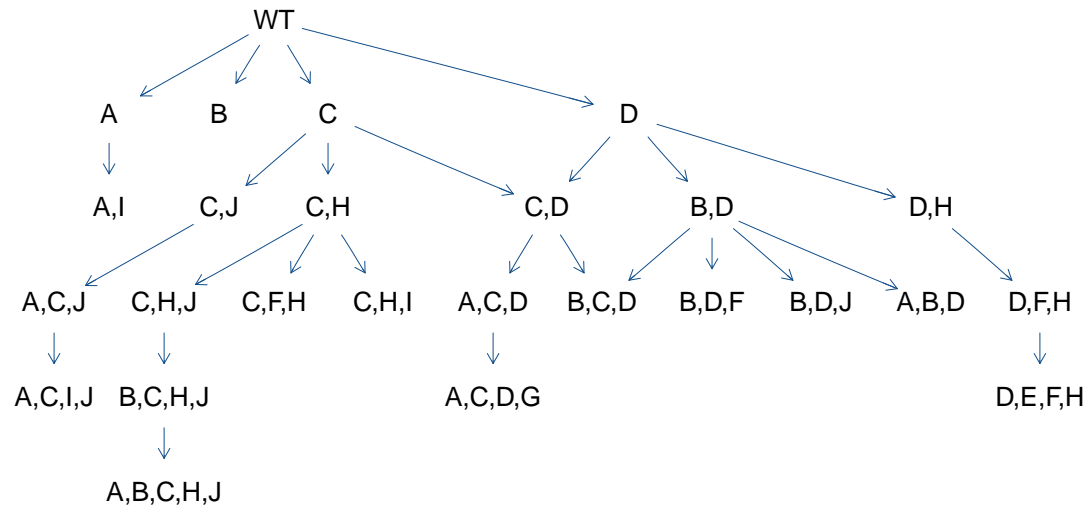 WT
A B C D
A,I C,J C,H C,D B,D D,H
A,C,J C,H,J C,F,H C,H,I A,C,D B,C,D B,D,F B,D,J A,B,D D,F,H
A,C,I,J B,C,H,J A,C,D,G D,E,F,H
A,B,C,H,J